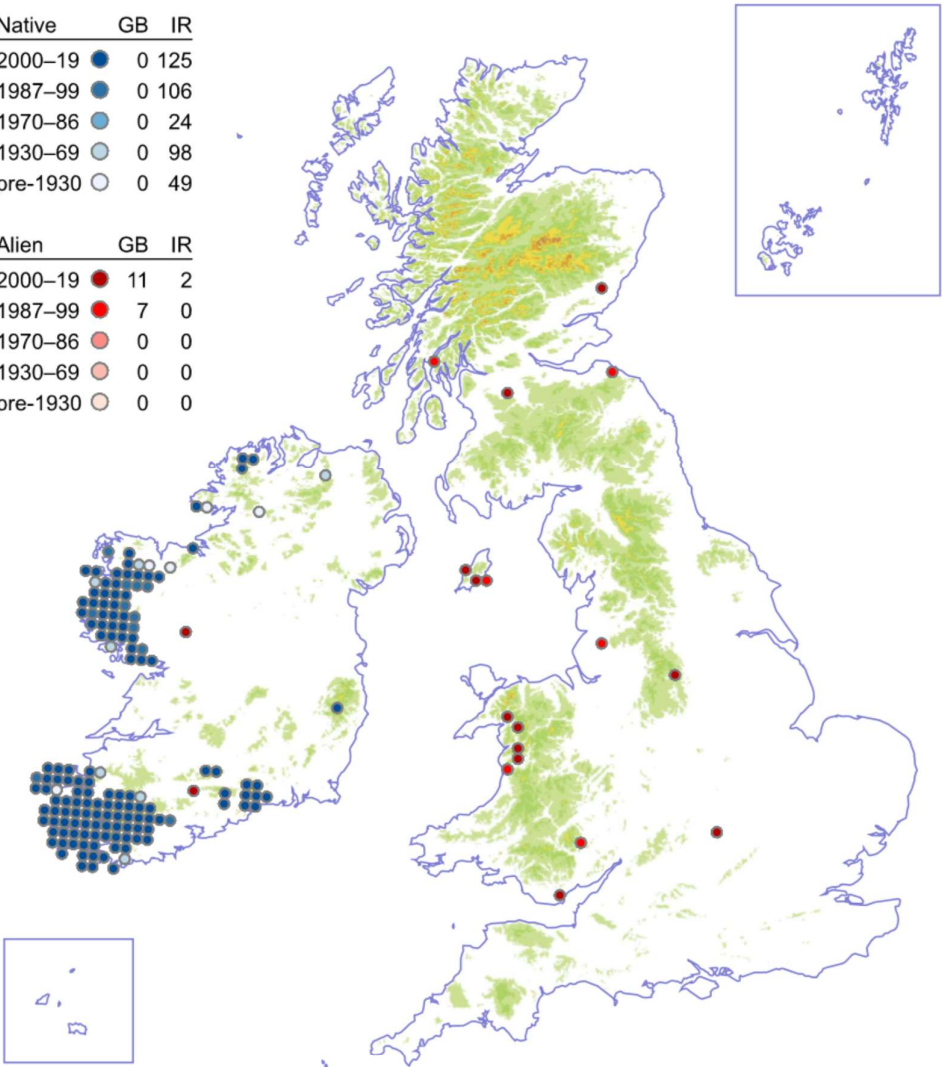 Native GB IR
2000–19 0 125
1987–99 0 106
1970–86 0 24
1930–69 0 98
ore-1930 0 49
Alien GB IR
2000–19 11 2
1987–99 7 0
1970–86 0 0
1930–69 0 0
ore-1930 0 0